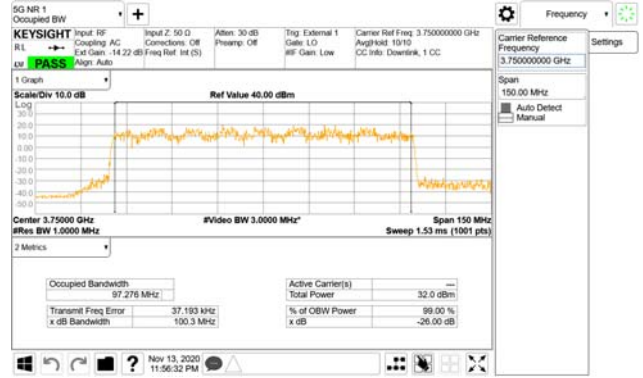 5G NR 1
Occupied BW
Frequency
KEYSIGHT Input: RF Input Z: 50 Ω Atten: 30 dB Trig: External 1 Carrier Ref Freq: 3.750000000 GHz
RL Coupling: AC Corrections: Off Preamp: Off Gate: LO Avg|Hold: 10/10
Ext Gain: -14.22 dB Freq Ref: Int (S) #IF Gain: Low CC Info: Downlink, 1 CC
LW PASS Align: Auto
Carrier Reference
Frequency
3.750000000 GHz
Settings
Span
150.00 MHz
Auto Detect
Manual
1 Graph
Scale/Div 10.0 dB Ref Value 40.00 dBm
Log
30.0
20.0
10.0
0.00
-10.0
-20.0
-30.0
-40.0
-50.0
Center 3.75000 GHz #Video BW 3.0000 MHz* Span 150 MHz
#Res BW 1.0000 MHz Sweep 1.53 ms (1001 pts)
2 Metrics
Occupied Bandwidth Active Carrier(s) ---
97.276 MHz Total Power 32.0 dBm
Transmit Freq Error 37.193 kHz % of OBW Power 99.00 %
x dB Bandwidth 100.3 MHz x dB -26.00 dB
? Nov 13, 2020
11:56:32 PM